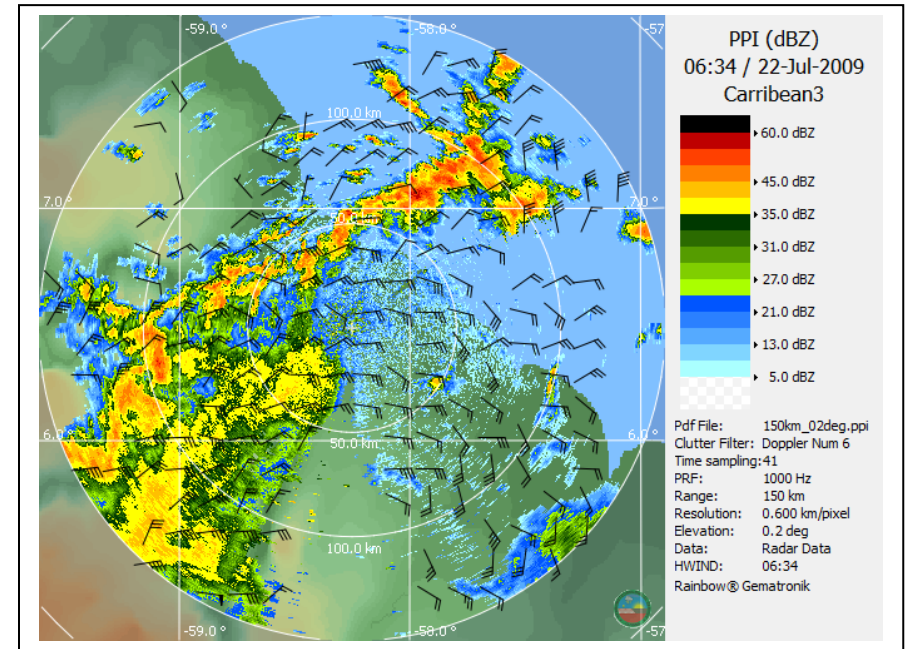 -59.0 °
-58.0 °
-57
PPI (dBZ)
06:34 / 22-Jul-2009
Carribean3
100.0 km
60.0 dBZ
45.0 dBZ
7.0 °
7.0 °
35.0 dBZ
31.0 dBZ
27.0 dBZ
21.0 dBZ
13.0 dBZ
5.0 dBZ
6.0 °
50.0 km
6.0 °
Pdf File: 150km_02deg.ppi
Clutter Filter: Doppler Num 6
Time sampling: 41
PRF: 1000 Hz
Range: 150 km
Resolution: 0.600 km/pixel
Elevation: 0.2 deg
Data: Radar Data
HWIND: 06:34
Rainbow® Gematronik
100.0 km
-59.0 °
-58.0 °
-57